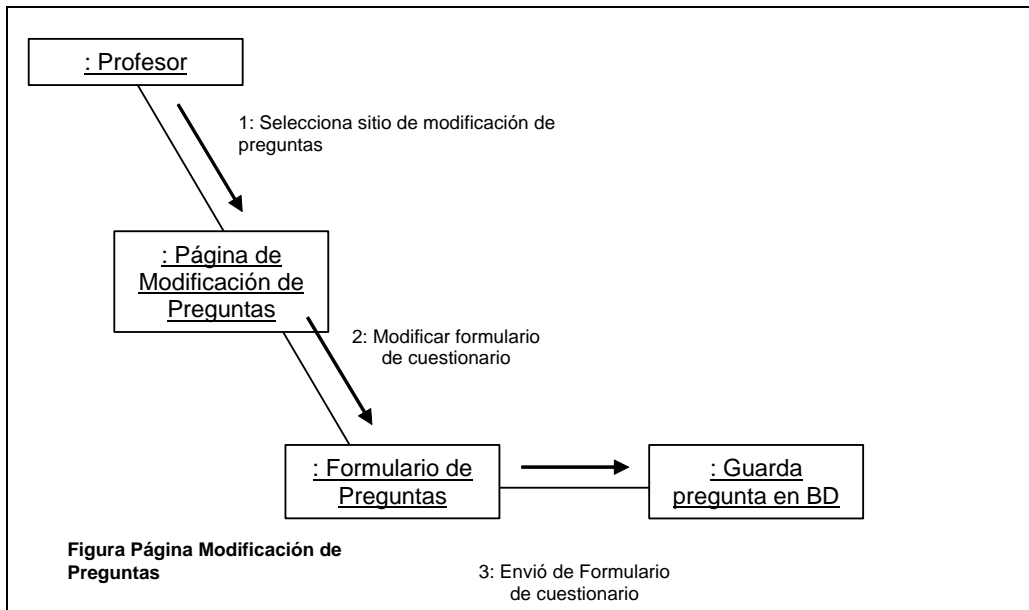 : Profesor
1: Selecciona sitio de modificación de
preguntas
: Página de
Modificación de
Preguntas
2: Modificar formulario
de cuestionario
: Formulario de
Preguntas
: Guarda
pregunta en BD
Figura Página Modificación de
Preguntas
3: Envió de Formulario
de cuestionario